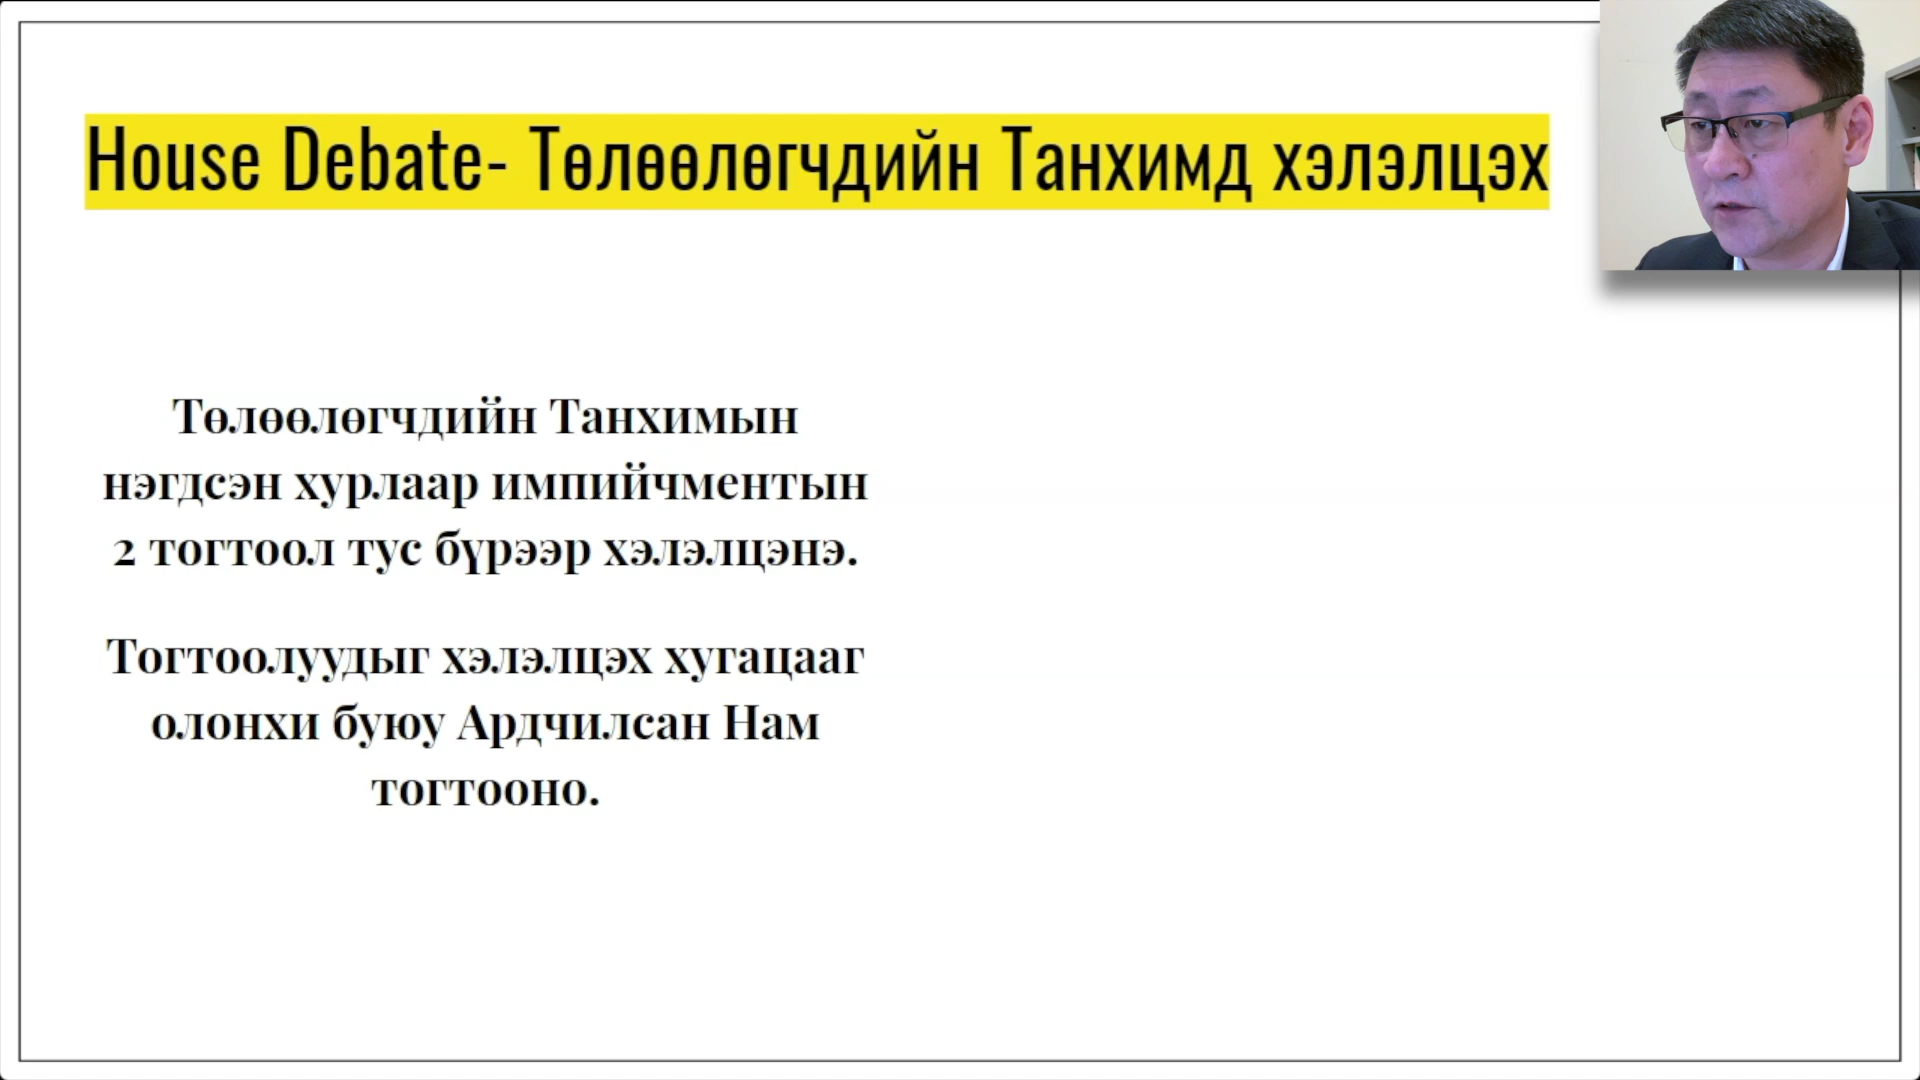 House Debate- Төлөөлөгчдийн Танхимд хэлэлцэх
Төлөөлөгчдийн Танхимын
нэгдсэн хурлаар импийчментын
2 тогтоол тус бүрээр хэлэлцэнэ.
Тогтоолуудыг хэлэлцэх хугацааг
олонхи буюу Ардчилсан Нам
тогтооно.